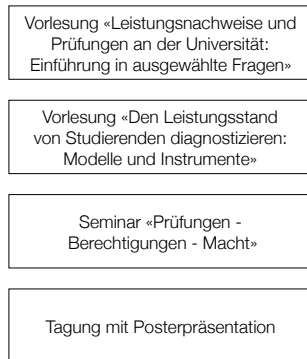 Vorlesung «Leistungsnachweise und
Prüfungen an der Universität:
Einführung in ausgewählte Fragen»
Vorlesung «Den Leistungsstand
von Studierenden diagnostizieren:
Modelle und Instrumente»
Seminar «Prüfungen -
Berechtigungen - Macht»
Tagung mit Posterpräsentation